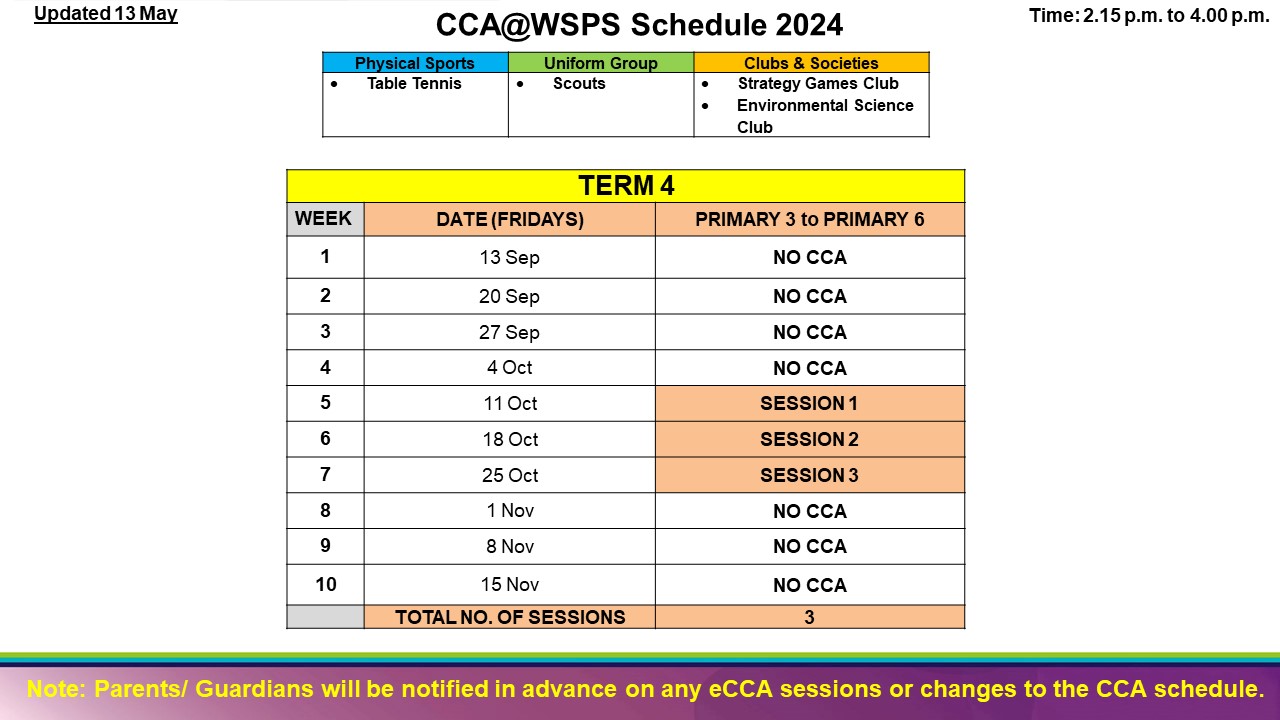 Updated 13 May
CCA@WSPS Schedule 2024
Time: 2.15 p.m. to 4.00 p.m.
Physical Sports Uniform Group Clubs & Societies
• Table Tennis • Scouts • Strategy Games Club
• Environmental Science
Club
TERM 4
WEEK DATE (FRIDAYS) PRIMARY 3 to PRIMARY 6
1 13 Sep NO CCA
2 20 Sep NO CCA
3 27 Sep NO CCA
4 4 Oct NO CCA
5 11 Oct SESSION 1
6 18 Oct SESSION 2
7 25 Oct SESSION 3
8 1 Nov NO CCA
9 8 Nov NO CCA
10 15 Nov NO CCA
TOTAL NO. OF SESSIONS 3
Note: Parents/ Guardians will be notified in advance on any eCCA sessions or changes to the CCA schedule.